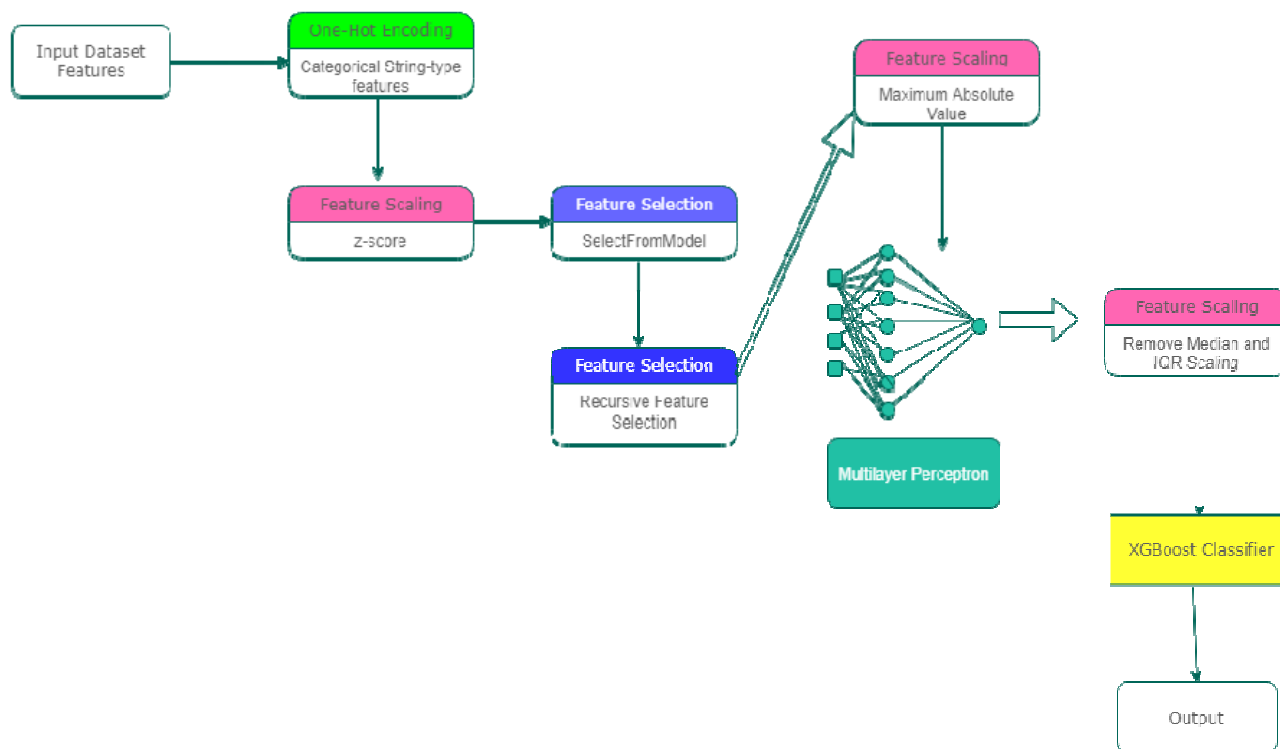 Input Dataset
Features
One-Hot Encoding
Categorical String-type
features
Feature Scaling
z-score
Feature Selection
SelectFromModel
Feature Selection
Recursive Feature
Selection
Feature Scaling
Maximum Absolute
Value
Multilayer Perceptron
Feature Scaling
Remove Median and
IQR Scaling
XGBoost Classifier
Output